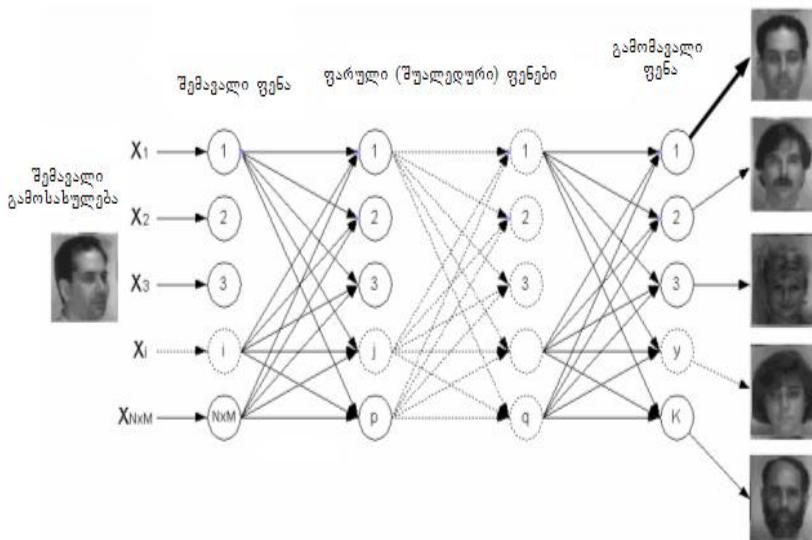 გამომავალი
ფენა
შემავალი ფენა
ფარული (შუალედური) ფენები
შემავალი
გამოსახულება
X1 1 1 1 1
X2 2 2 2 2
X3 3 3 3 3
Xi i j y
XNxM NxM p q K